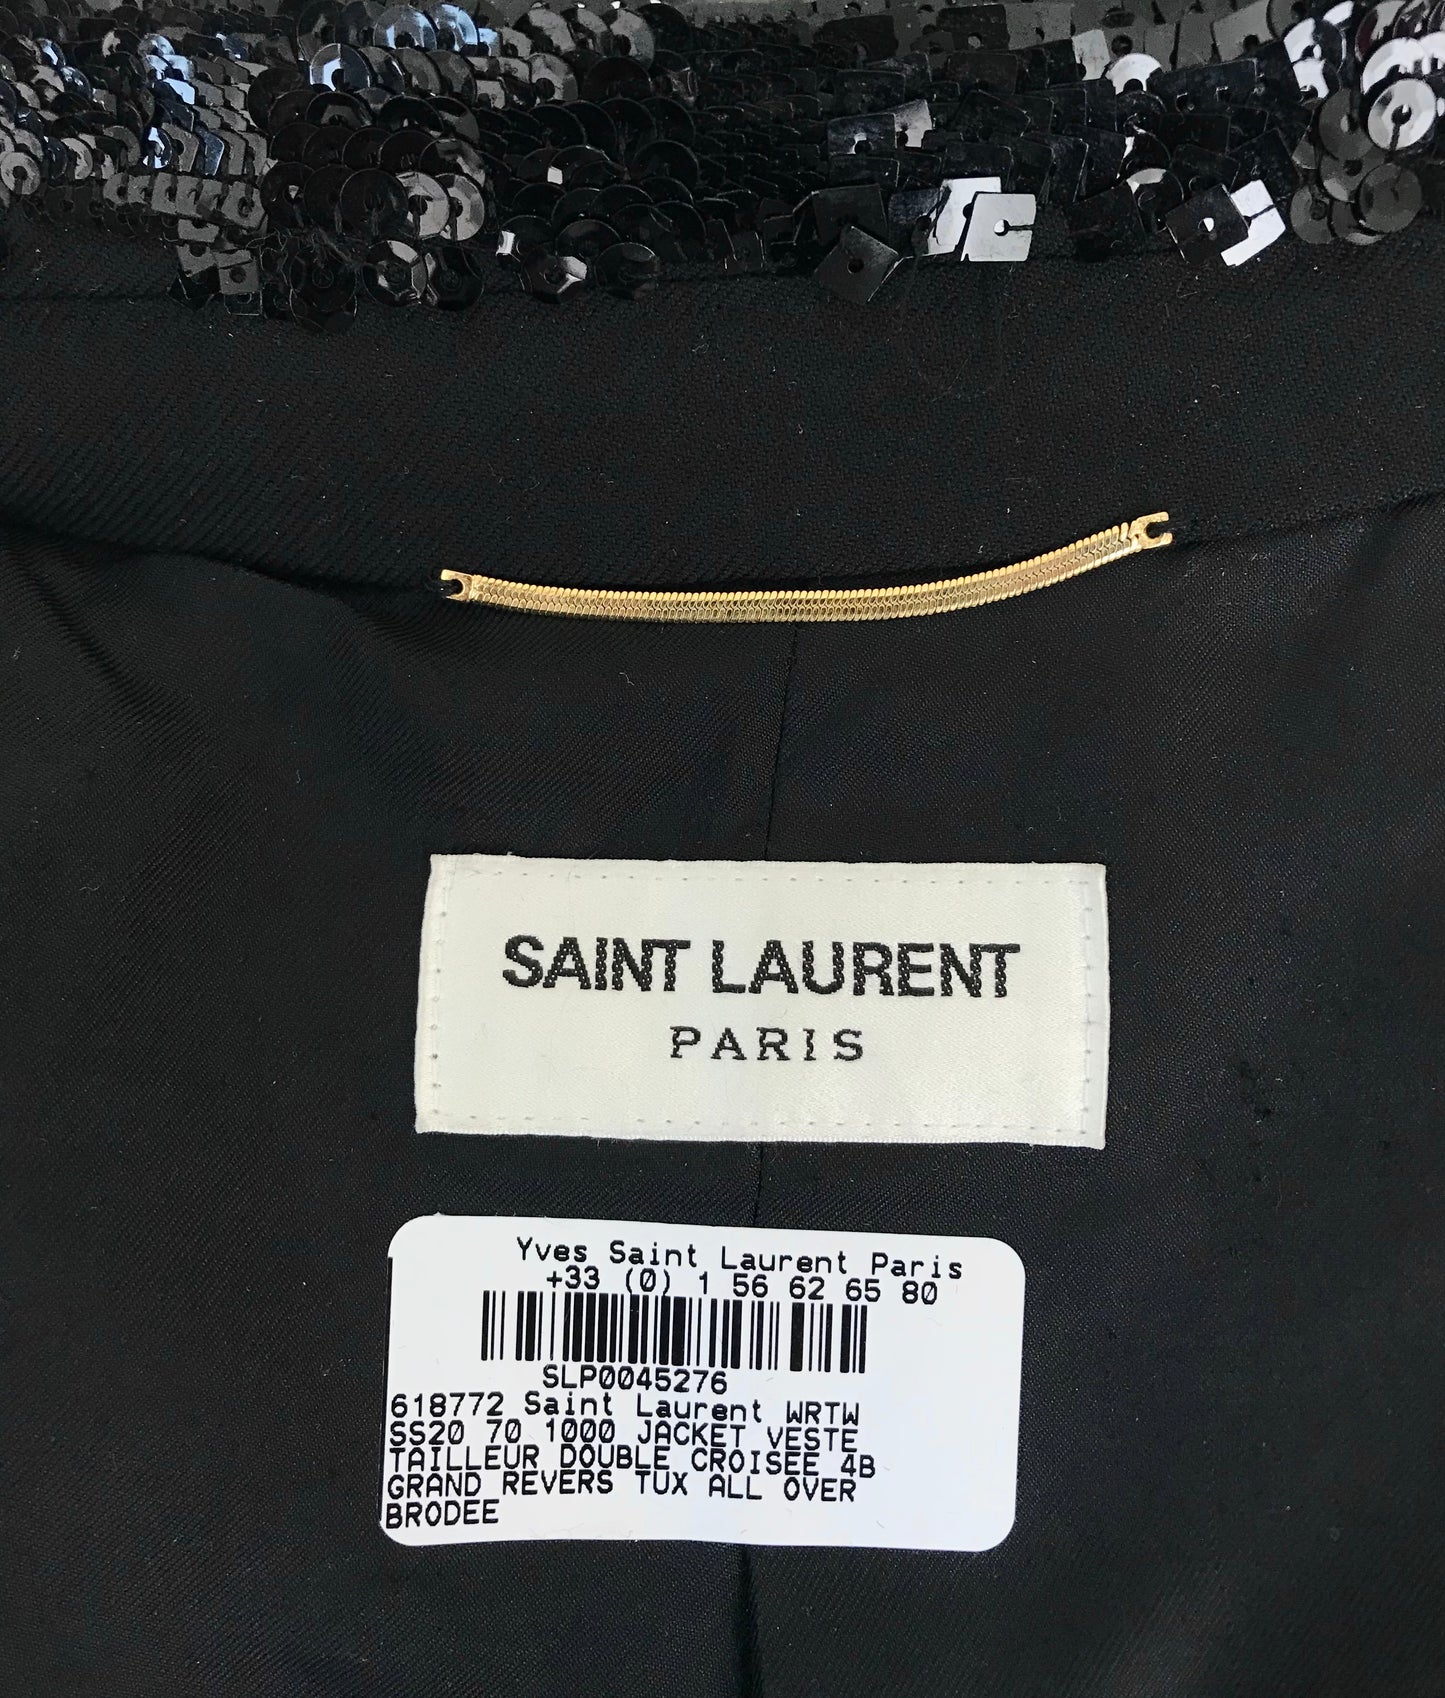 SAINT LAURENT
PARIS
Yves Saint Laurent Paris
+33 (0) 1 56 62 65 80
SLP0045276
618772 Saint Laurent WRTW
SS20 70 1000 JACKET VESTE
TAILLEUR DOUBLE CROISEE 4B
GRAND REVERS TUX ALL OVER
BRODEE